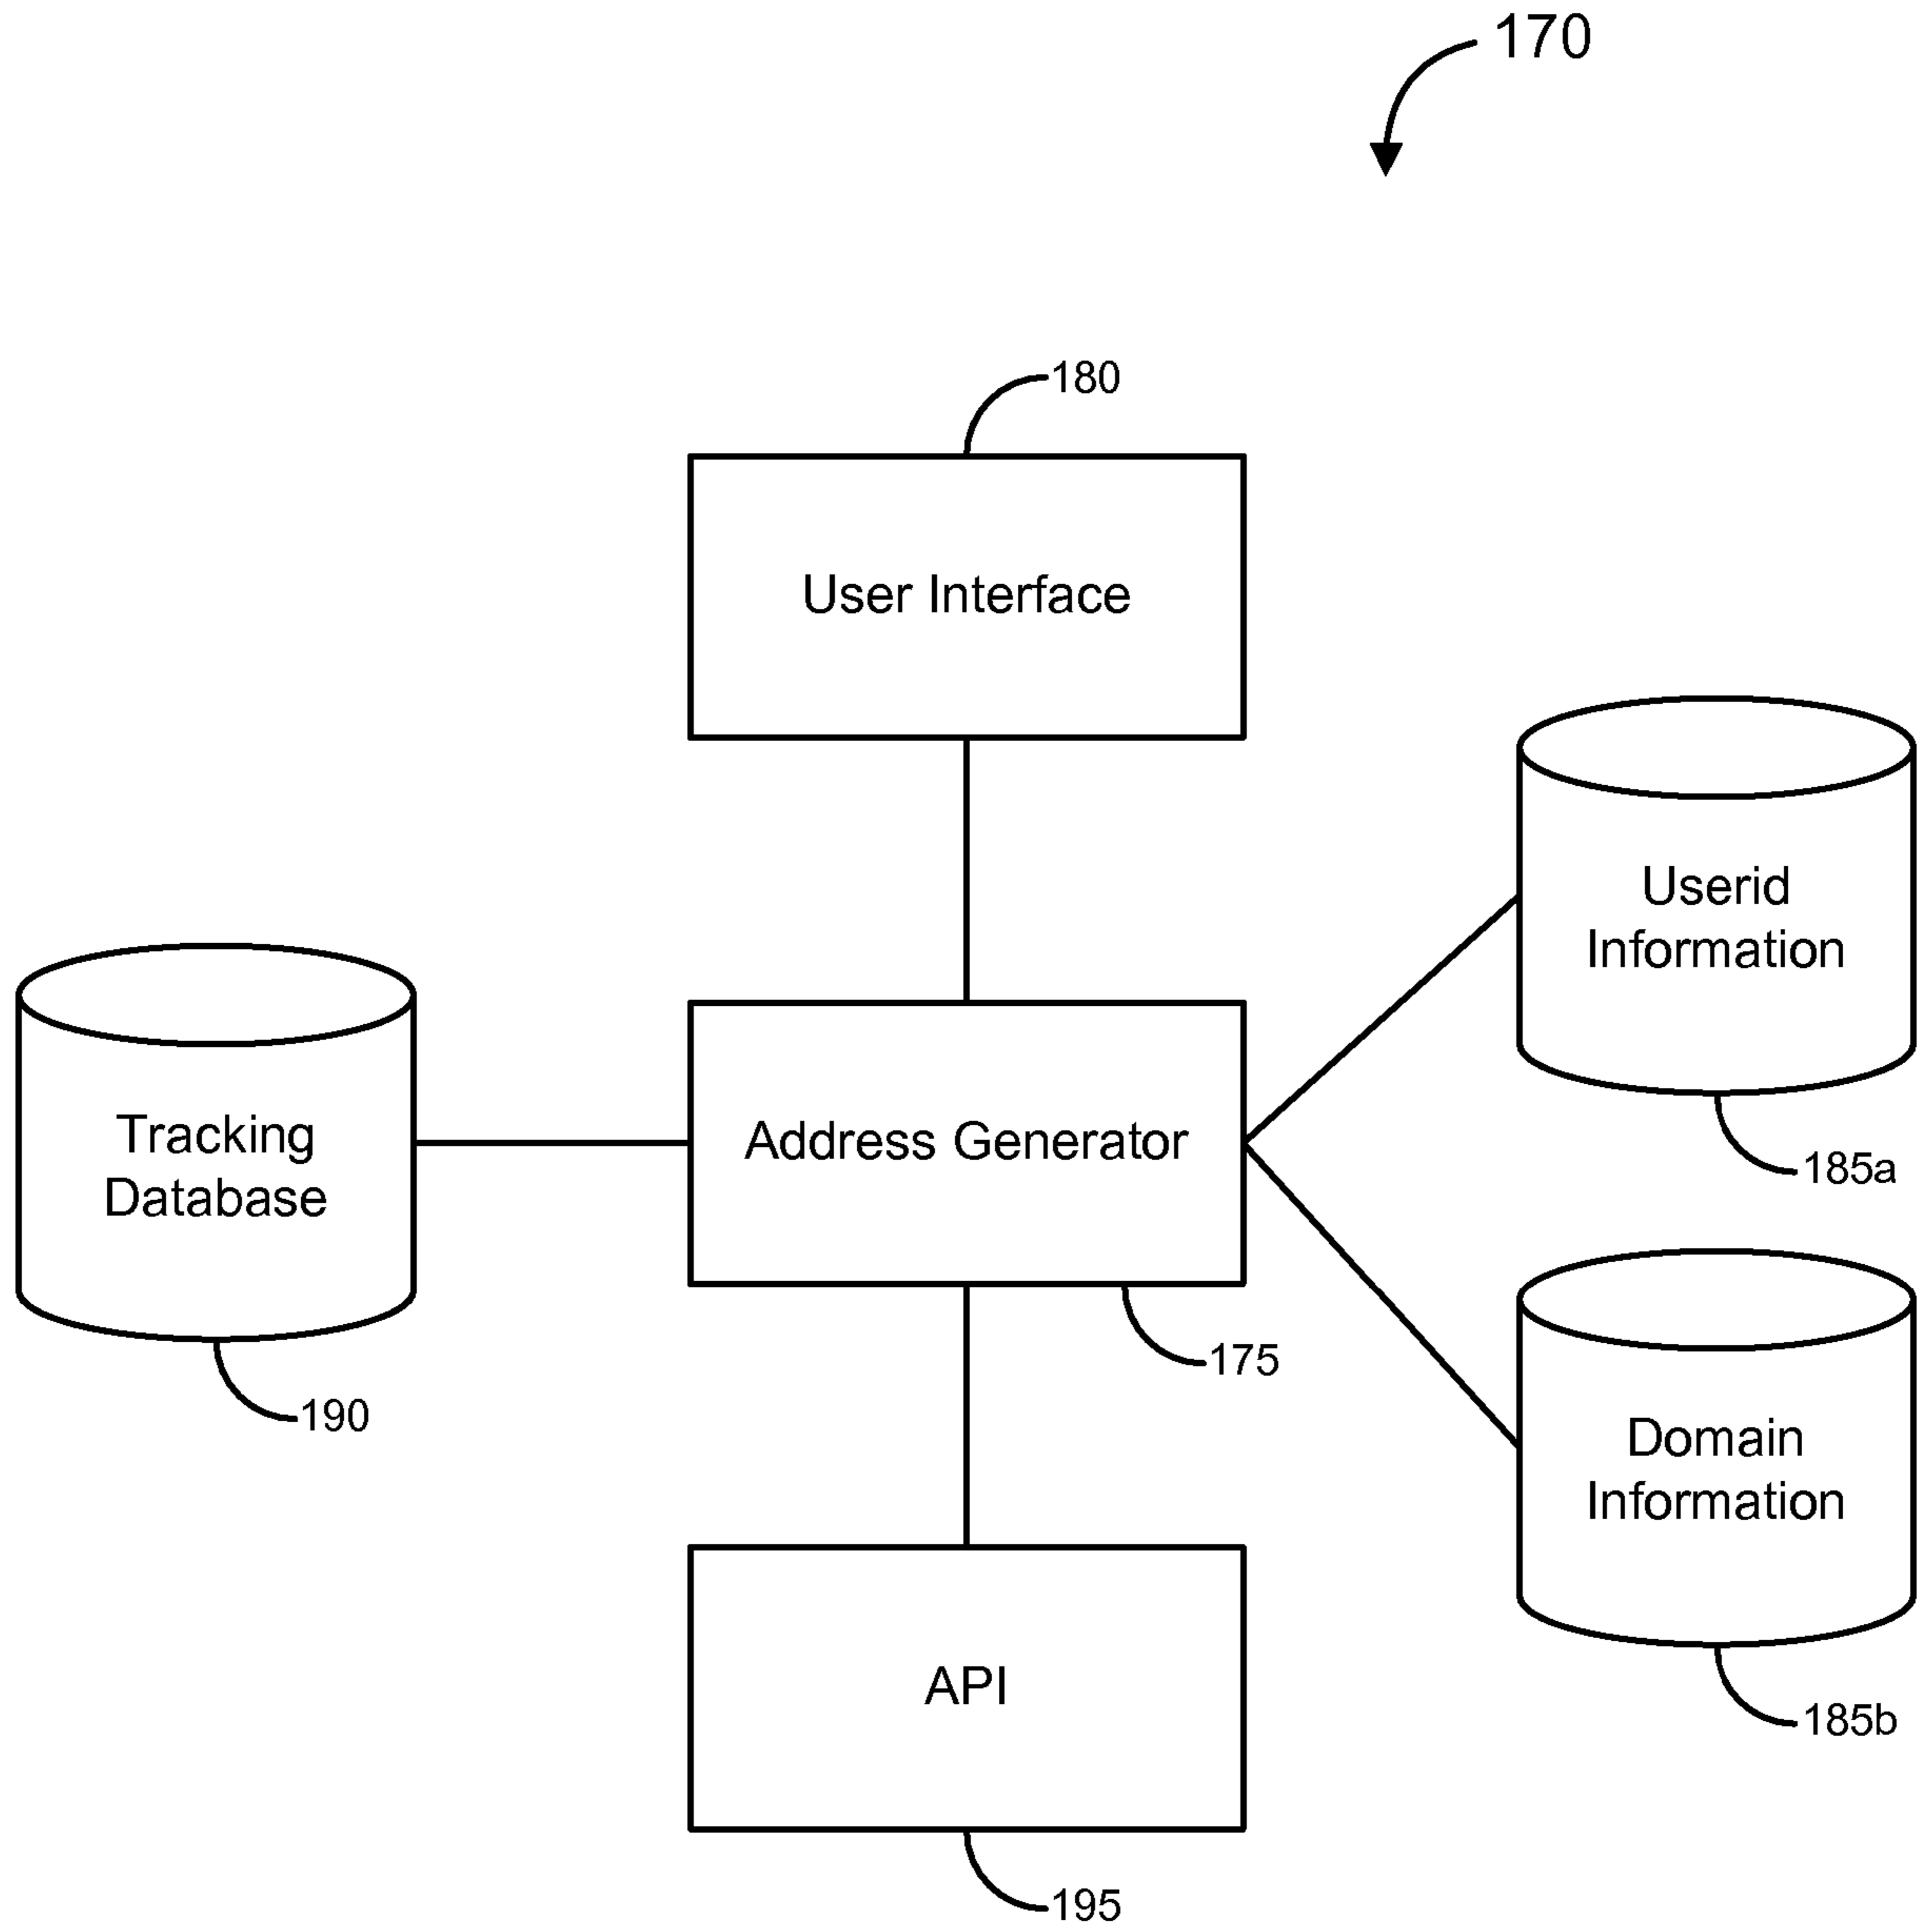 170
180
User Interface
Userid
Information
185a
Tracking
Database
190
Address Generator
175
Domain
Information
185b
API
195